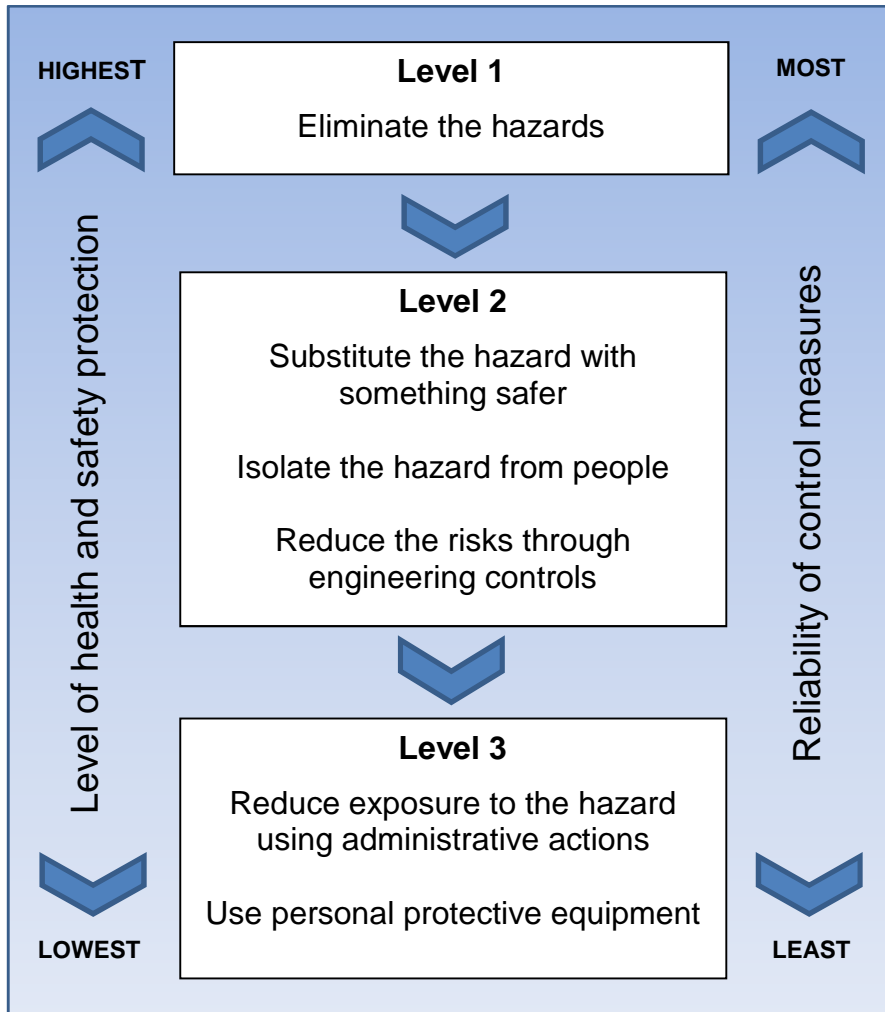 HIGHEST
Level 1
MOST
Eliminate the hazards
Level of health and safety protection
Reliability of control measures
Level 2
Substitute the hazard with
something safer
Isolate the hazard from people
Reduce the risks through
engineering controls
Level 3
Reduce exposure to the hazard
using administrative actions
Use personal protective equipment
LOWEST
LEAST